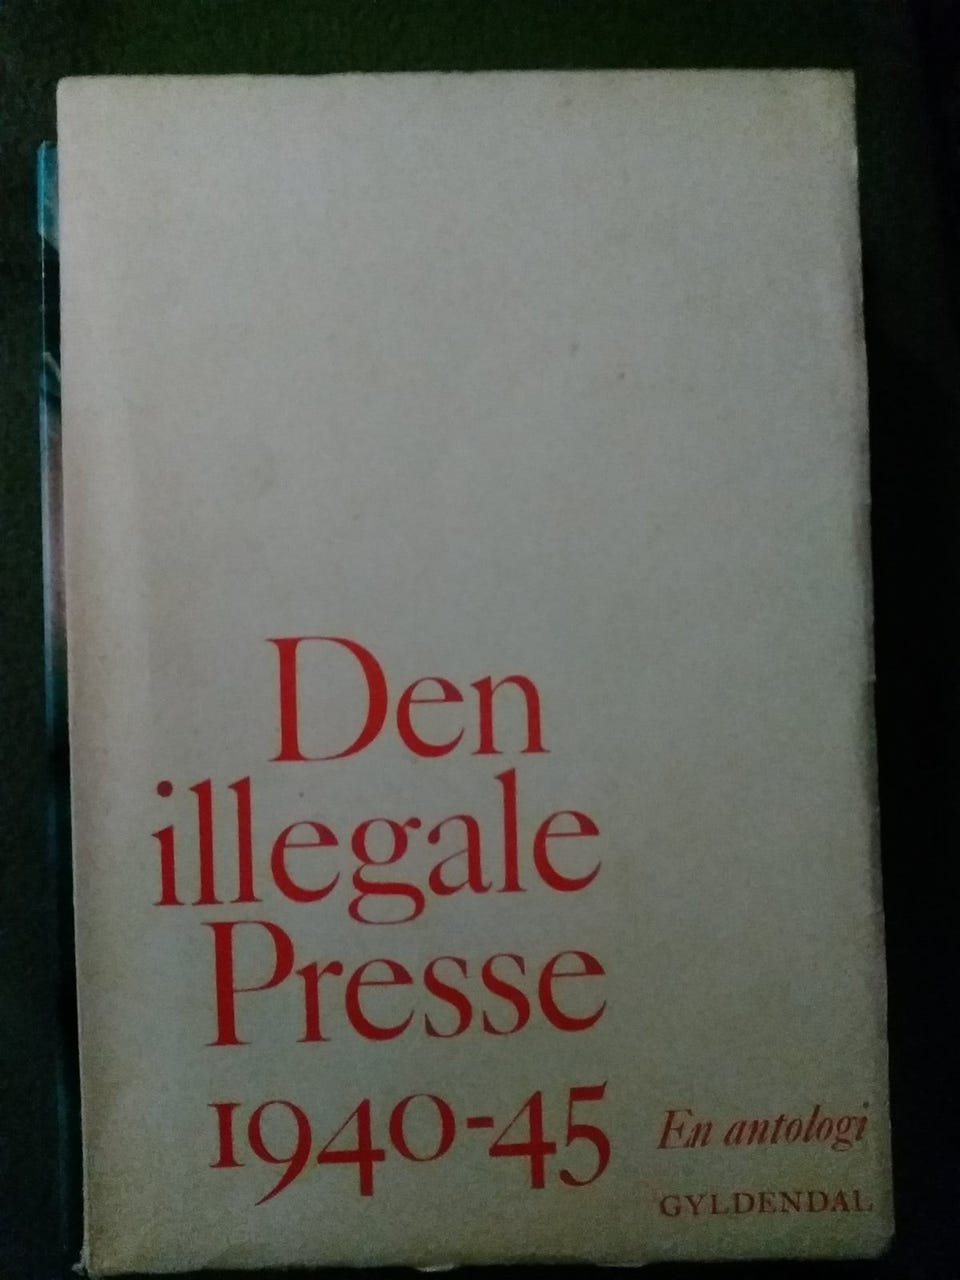 Den
illegale
Presse
1940-45
En antologi
GYLDENDAL